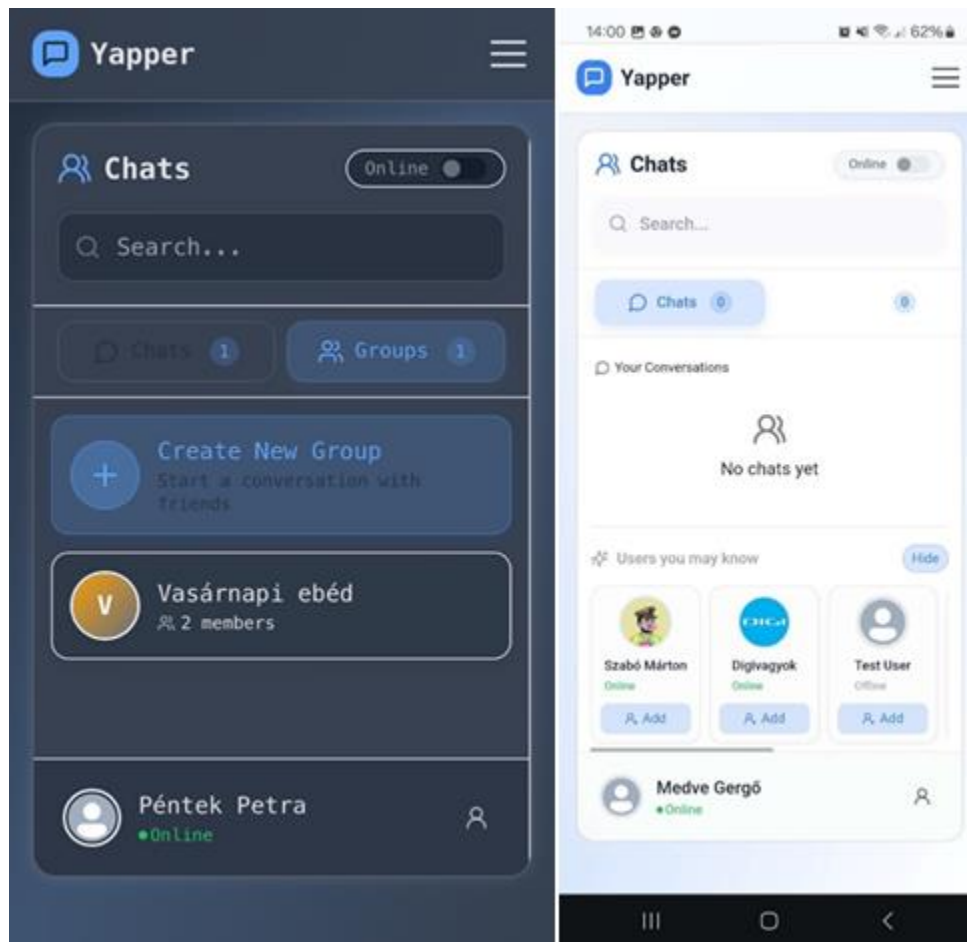 Yapper
Chats
Online
Search...
Chats 1
Groups 1
Create New Group
Start a conversation with
friends
V
Vasárnapi ebéd
2 members
Péntek Petra
Online
14:00
62%
Yapper
Chats
Online
Search...
Chats 0
0
Your Conversations
No chats yet
Users you may know
Hide
Szabó Márton
Online
Add
DIGI
Digivagyok
Online
Add
Test User
Offline
Add
Medve Gergő
Online